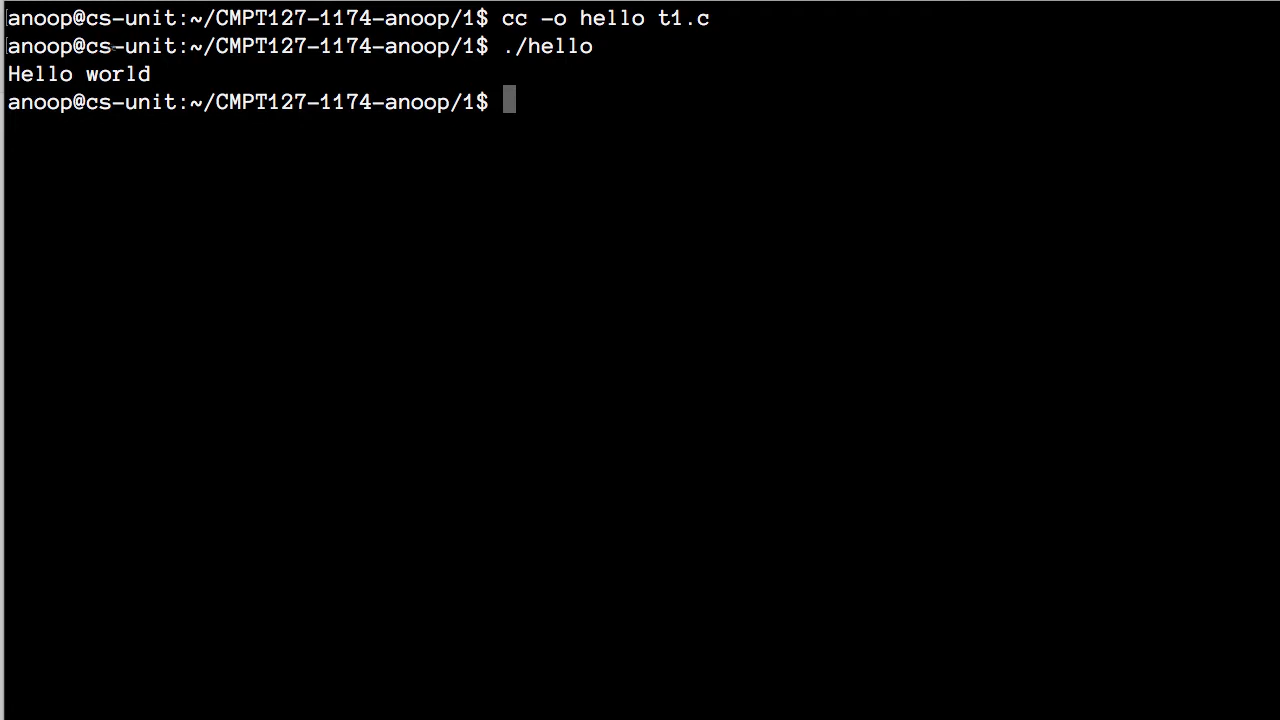 anoop@cs-unit:~/CMPT127-1174-anoop/1$ cc -o hello t1.c
anoop@cs-unit:~/CMPT127-1174-anoop/1$ ./hello
Hello world
anoop@cs-unit:~/CMPT127-1174-anoop/1$